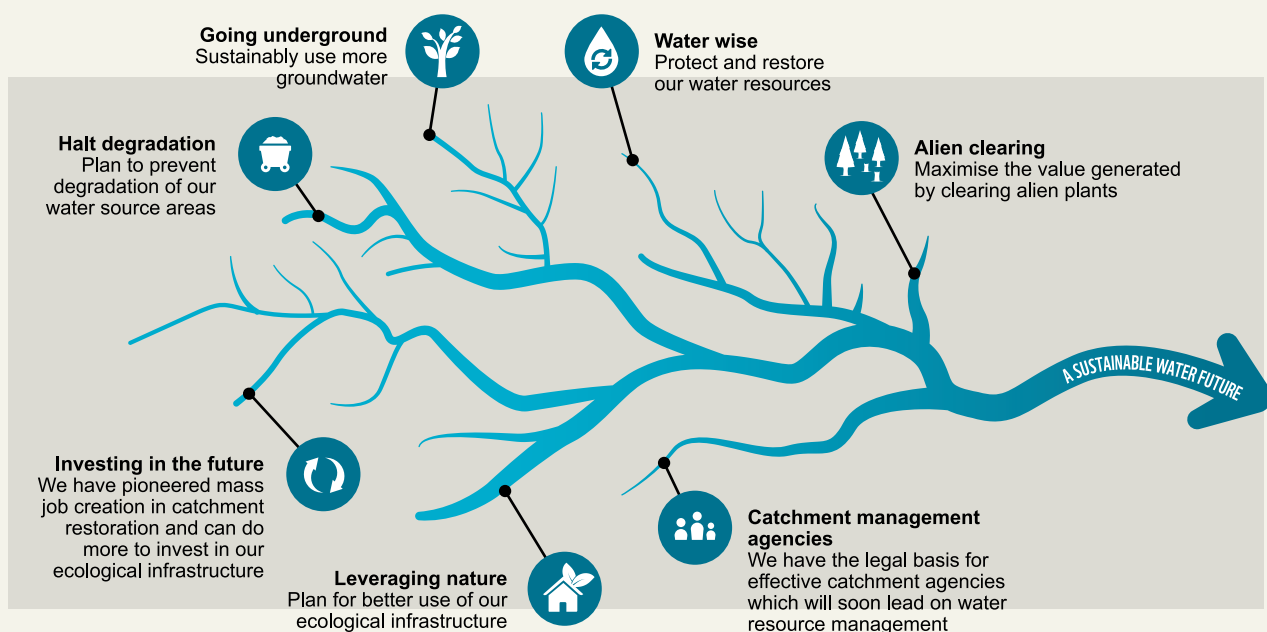 Going underground
Sustainably use more
groundwater
Water wise
Protect and restore
our water resources
Halt degradation
Plan to prevent
degradation of our
water source areas
Alien clearing
Maximise the value generated
by clearing alien plants
A SUSTAINABLE WATER FUTURE
Investing in the future
We have pioneered mass
job creation in catchment
restoration and can do
more to invest in our
ecological infrastructure
Leveraging nature
Plan for better use of our
ecological infrastructure
Catchment management
agencies
We have the legal basis for
effective catchment agencies
which will soon lead on water
resource management